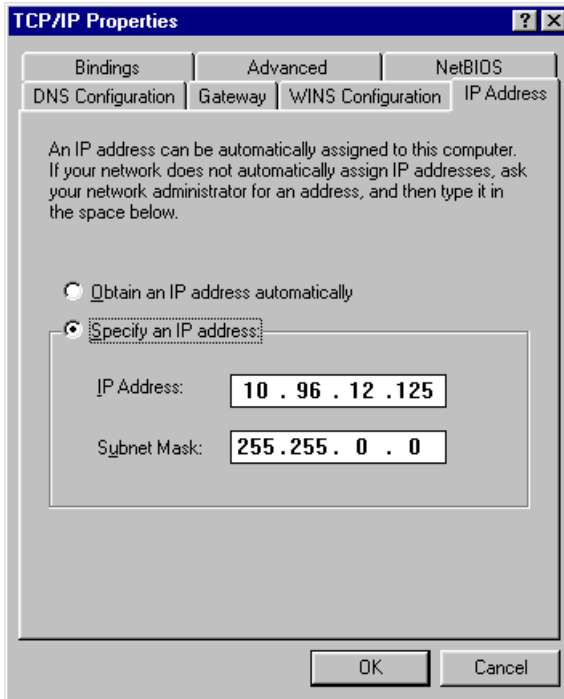 TCP/IP Properties
? X
Bindings Advanced NetBIOS
DNS Configuration Gateway WINS Configuration IP Address
An IP address can be automatically assigned to this computer.
If your network does not automatically assign IP addresses, ask
your network administrator for an address, and then type it in
the space below.
Obtain an IP address automatically
Specify an IP address:
IP Address: 10 . 96 . 12 .125
Subnet Mask: 255.255. 0 . 0
OK Cancel